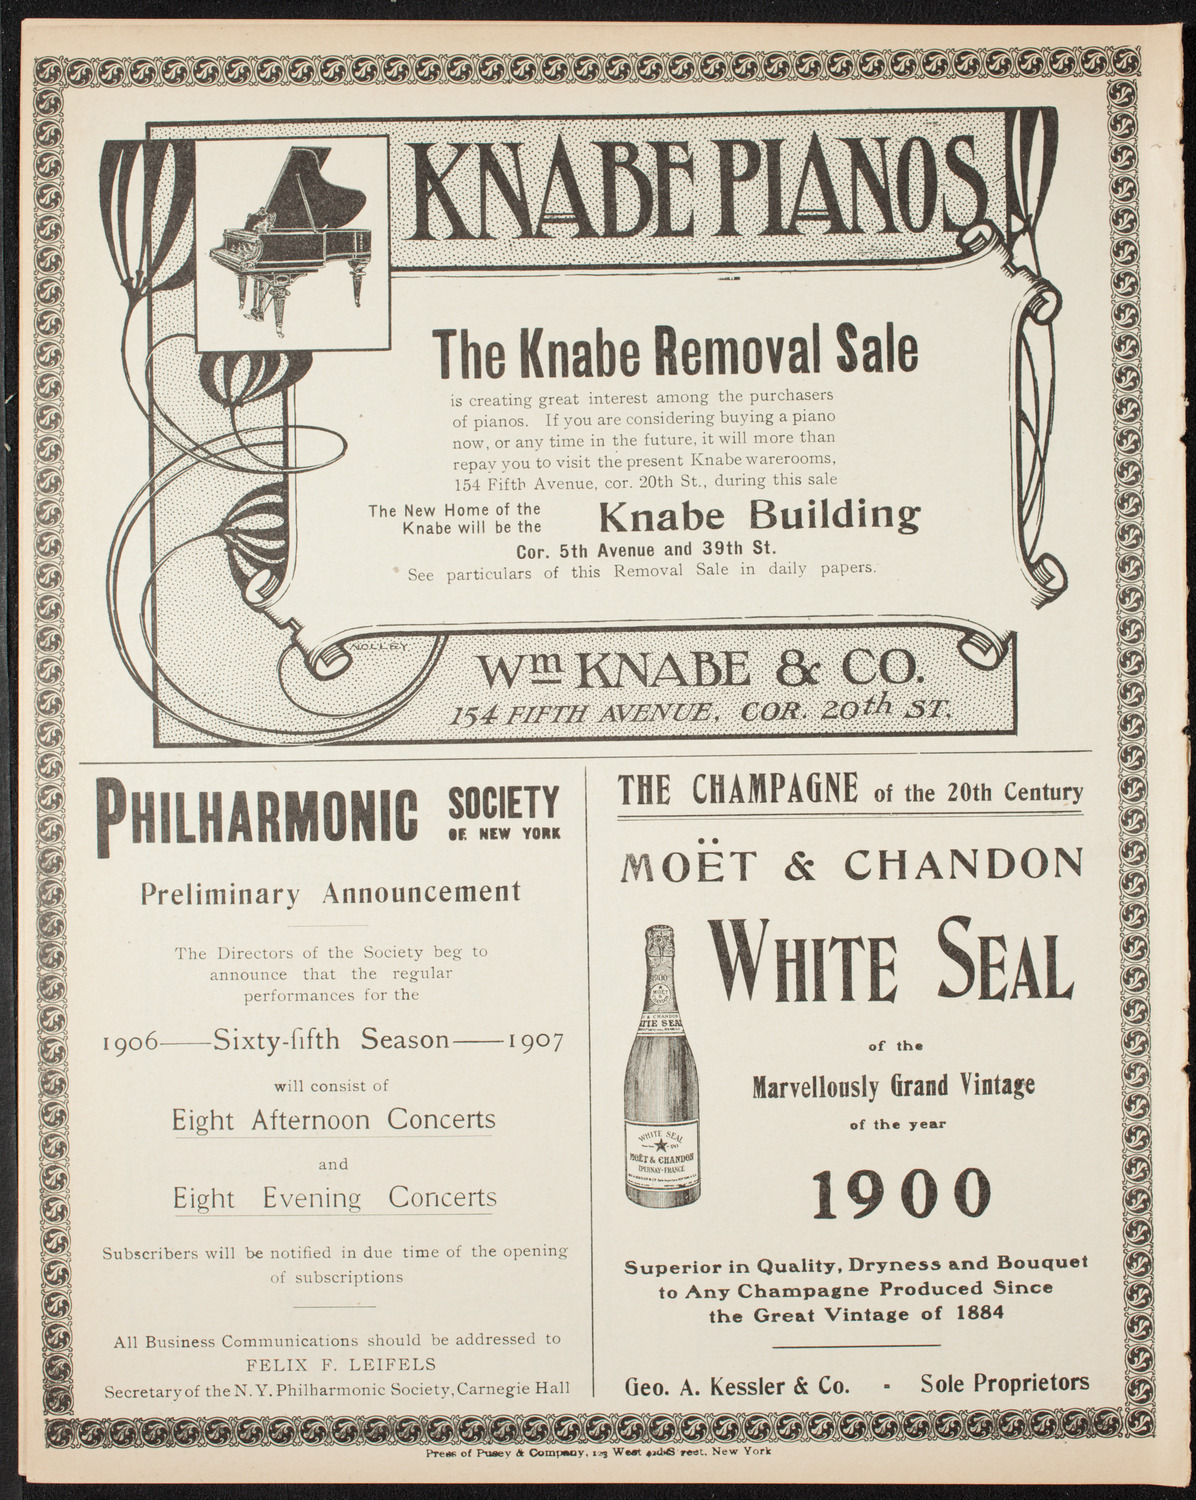 KNABE PIANOS
The Knabe Removal Sale
is creating great interest among the purchasers
of pianos. If you are considering buying a piano
now, or any time in the future, it will more than
repay you to visit the present Knabe warerooms,
154 Fifth Avenue, cor. 20th St., during this sale
The New Home of the
Knabe will be the
Knabe Building
Cor. 5th Avenue and 39th St.
See particulars of this Removal Sale in daily papers.
NOLLEY
Wm KNABE & CO.
154 FIFTH AVENUE, COR. 20th ST.
PHILHARMONIC SOCIETY
OF NEW YORK
Preliminary Announcement
The Directors of the Society beg to
announce that the regular
performances for the
1906——Sixty-fifth Season——1907
will consist of
Eight Afternoon Concerts
and
Eight Evening Concerts
Subscribers will be notified in due time of the opening
of subscriptions
All Business Communications should be addressed to
FELIX F. LEIFELS
Secretary of the N. Y. Philharmonic Society, Carnegie Hall
THE CHAMPAGNE of the 20th Century
MOËT & CHANDON
WHITE SEAL
of the
Marvellously Grand Vintage
of the year
1900
WHITE SEAL
MOËT & CHANDON
EPERNAY-FRANCE
Superior in Quality, Dryness and Bouquet
to Any Champagne Produced Since
the Great Vintage of 1884
Geo. A. Kessler & Co. - Sole Proprietors
Press of Pusey & Company, 123 West 42d S reet, New York